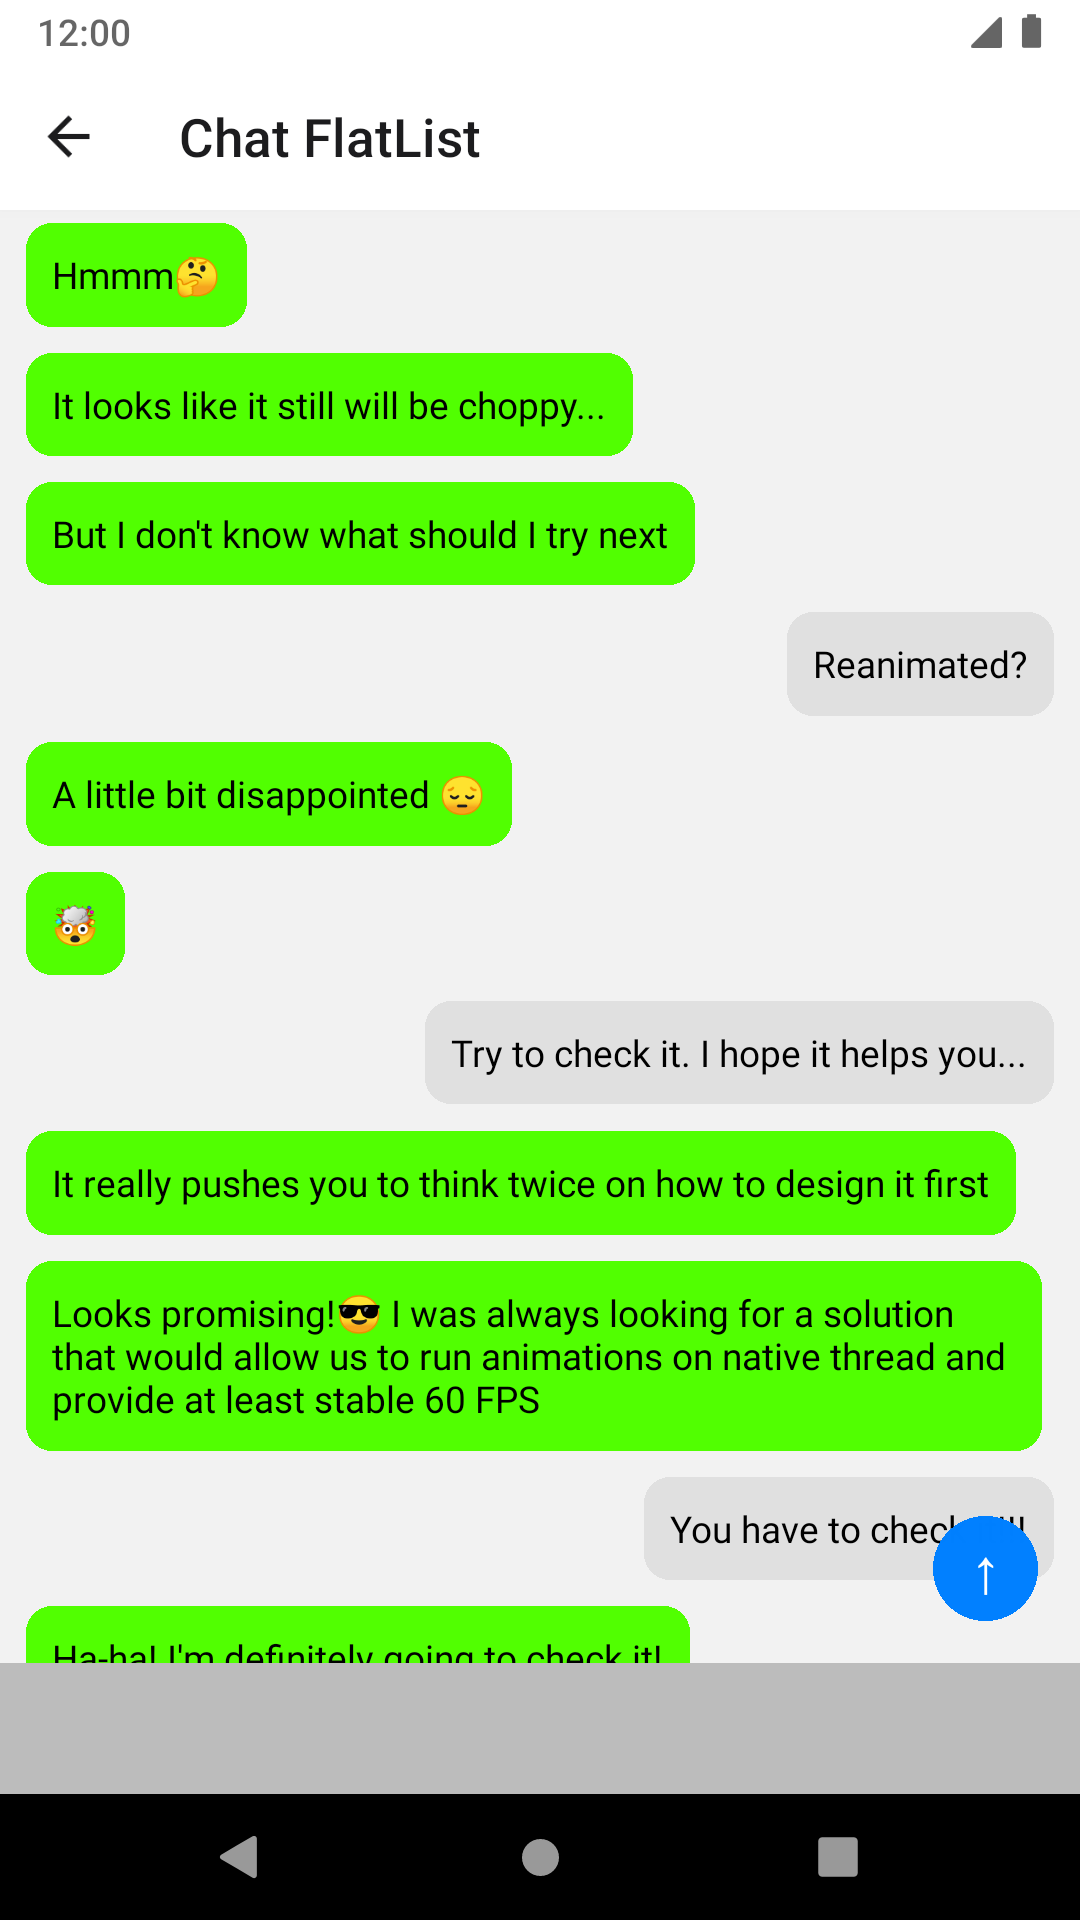 12:00
Chat FlatList
Hmmm🤔
It looks like it still will be choppy...
But I don't know what should I try next
Reanimated?
A little bit disappointed 😔
🤯
Try to check it. I hope it helps you...
It really pushes you to think twice on how to design it first
Looks promising!😎 I was always looking for a solution
that would allow us to run animations on native thread and
provide at least stable 60 FPS
You have to
↑
Ha-ha! I'm definitely going to check it!